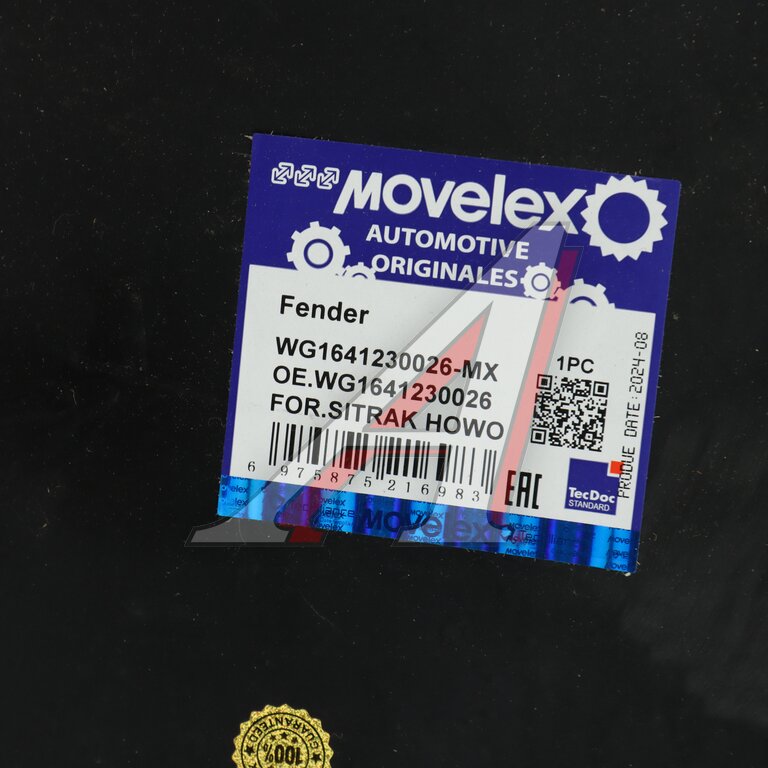 MOVelex
AUTOMOTIVE
ORIGINALES
Fender
WG1641230026-MX
OE.WG1641230026
FOR.SITRAK HOWO
1PC
PRODUE DATE:2024-08
6 975875 216983
EAC
TecDoc
STANDARD
MOVelex
GUARANTEED
100%